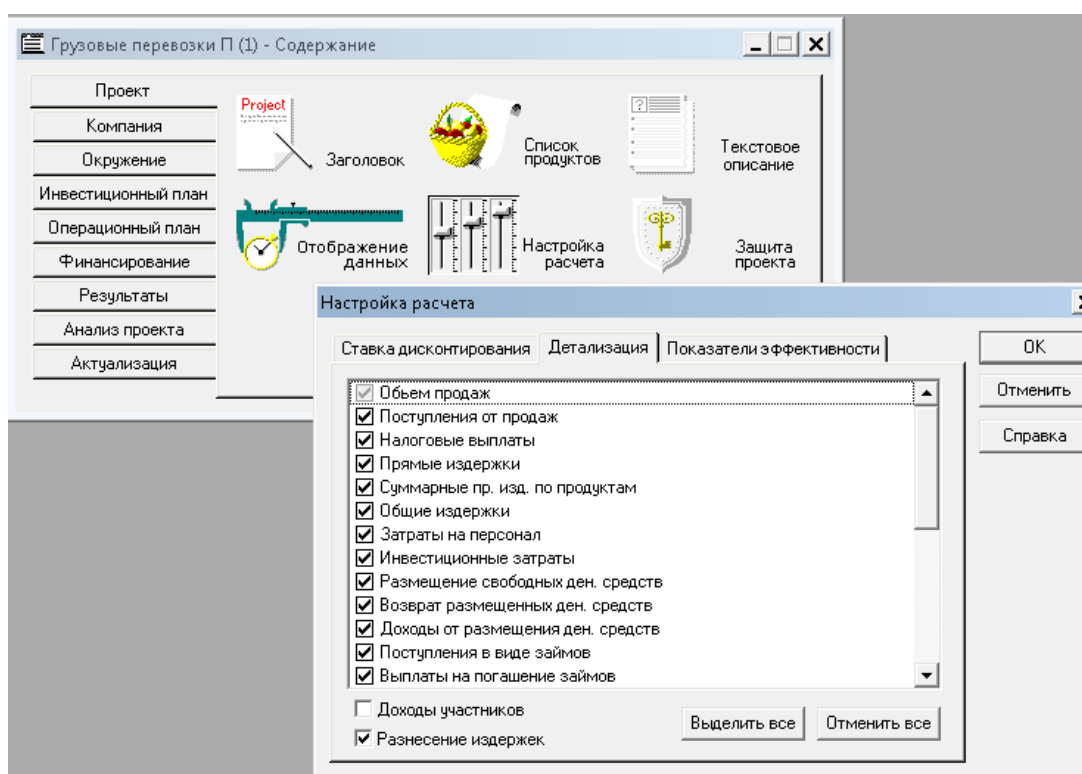 Грузовые перевозки П (1) - Содержание
Проект
Компания
Окружение
Инвестиционный план
Операционный план
Финансирование
Результаты
Анализ проекта
Актуализация
Project
Заголовок
Список
продуктов
Текстовое
описание
Отображение
данных
Настройка
расчета
Защита
проекта
Настройка расчета
Ставка дисконтирования
Детализация
Показатели эффективности
Обьем продаж
Поступления от продаж
Налоговые выплаты
Прямые издержки
Суммарные пр. изд. по продуктам
Общие издержки
Затраты на персонал
Инвестиционные затраты
Размещение свободных ден. средств
Возврат размещенных ден. средств
Доходы от размещения ден. средств
Поступления в виде займов
Выплаты на погашение займов
Доходы участников
Разнесение издержек
Выделить все
Отменить все
OK
Отменить
Справка